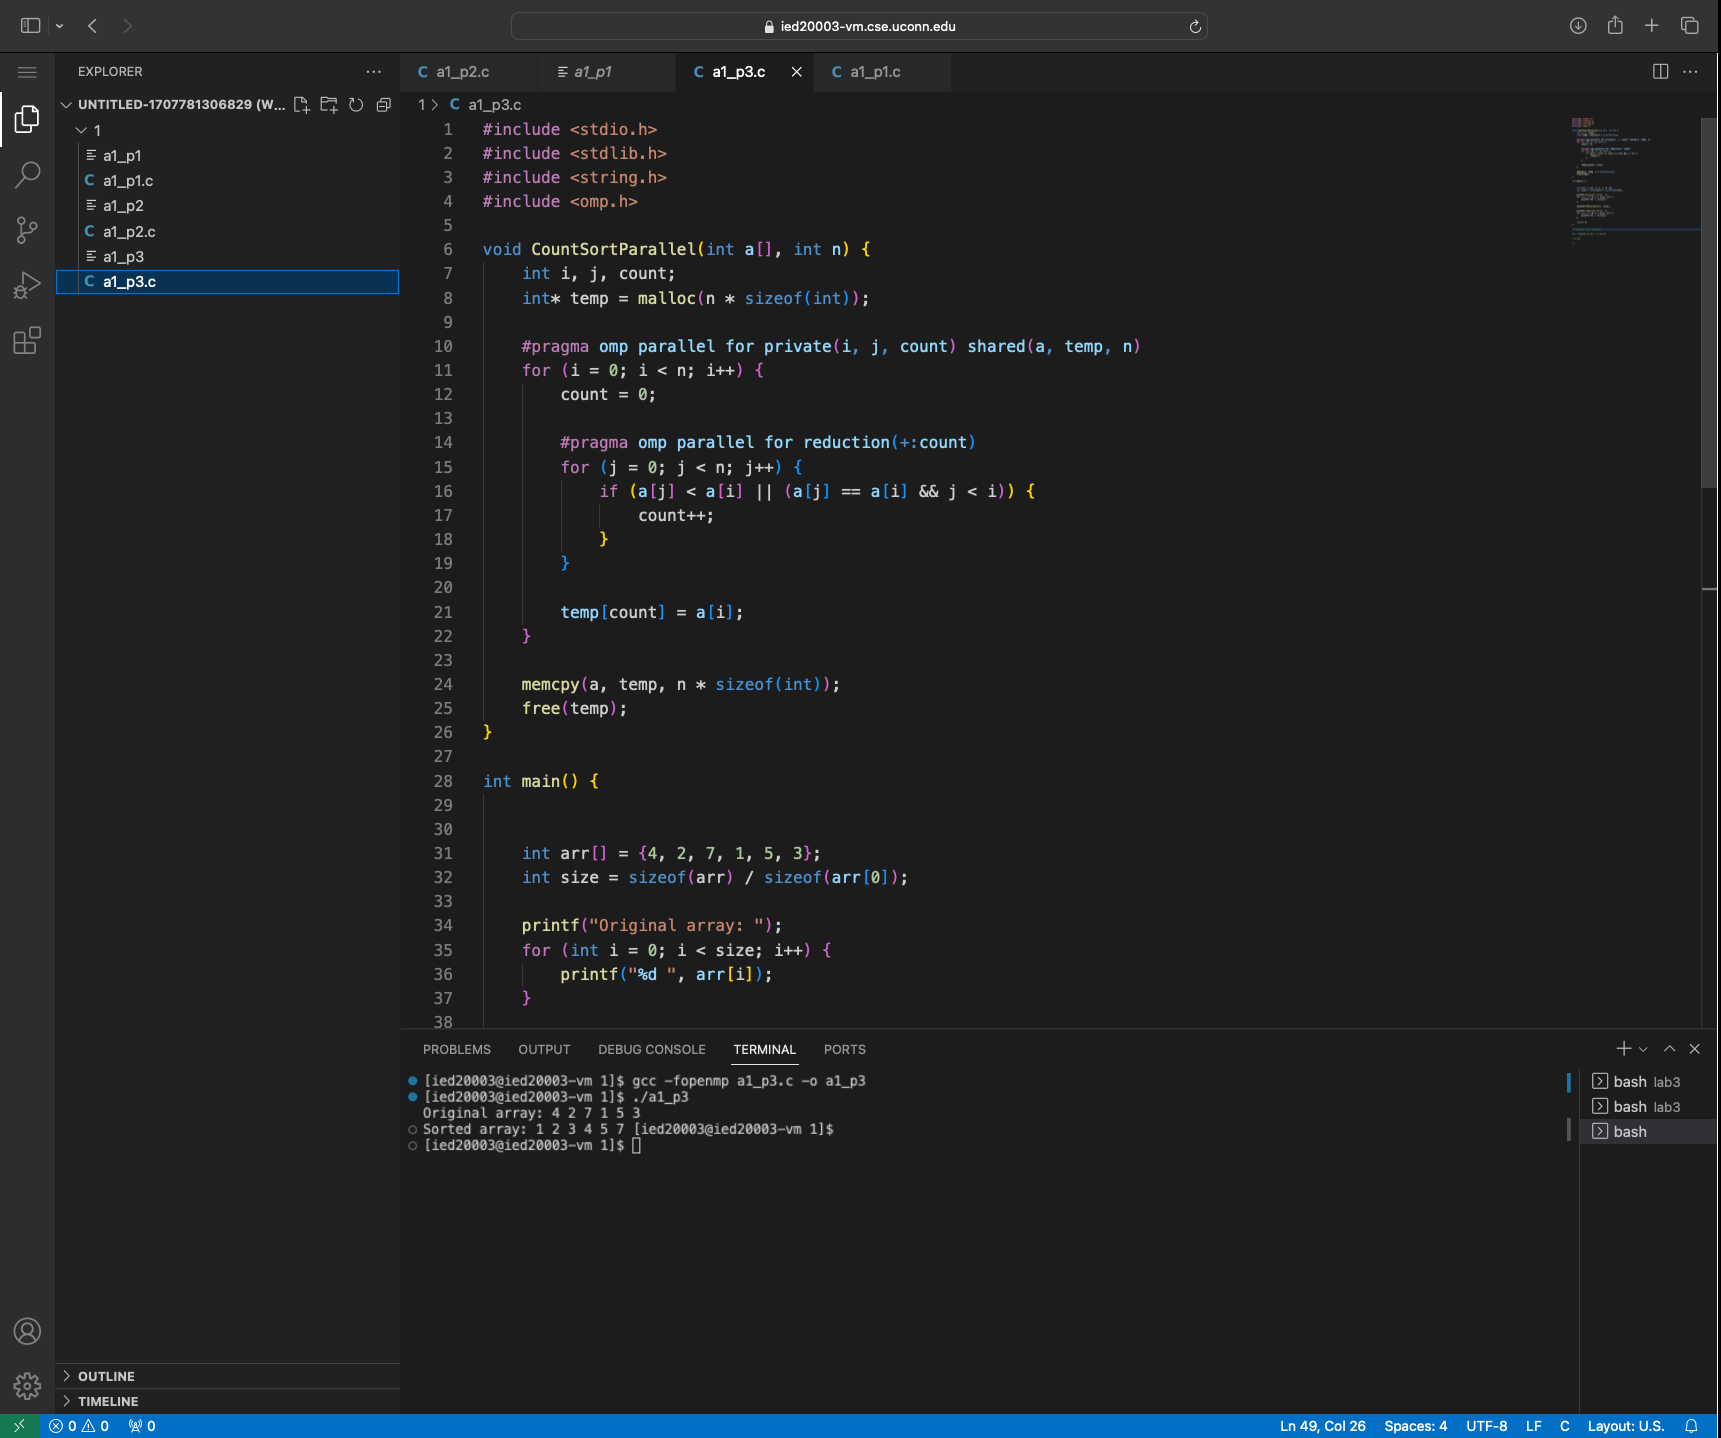 ied20003-vm.cse.uconn.edu
EXPLORER
UNTITLED-1707781306829 (W...
1
a1_p1
C a1_p1.c
a1_p2
C a1_p2.c
a1_p3
C a1_p3.c
OUTLINE
TIMELINE
C a1_p2.c
a1_p1
C a1_p3.c
C a1_p1.c
1 > C a1_p3.c
1 #include <stdio.h>
2 #include <stdlib.h>
3 #include <string.h>
4 #include <omp.h>
5
6 void CountSortParallel(int a[], int n) {
7     int i, j, count;
8     int* temp = malloc(n * sizeof(int));
9
10     #pragma omp parallel for private(i, j, count) shared(a, temp, n)
11     for (i = 0; i < n; i++) {
12         count = 0;
13
14         #pragma omp parallel for reduction(+:count)
15         for (j = 0; j < n; j++) {
16             if (a[j] < a[i] || (a[j] == a[i] && j < i)) {
17                 count++;
18             }
19         }
20
21         temp[count] = a[i];
22     }
23
24     memcpy(a, temp, n * sizeof(int));
25     free(temp);
26 }
27
28 int main() {
29
30
31     int arr[] = {4, 2, 7, 1, 5, 3};
32     int size = sizeof(arr) / sizeof(arr[0]);
33
34     printf("Original array: ");
35     for (int i = 0; i < size; i++) {
36         printf("%d ", arr[i]);
37     }
38
PROBLEMS OUTPUT DEBUG CONSOLE TERMINAL PORTS
[ied20003@ied20003-vm 1]$ gcc -fopenmp a1_p3.c -o a1_p3
[ied20003@ied20003-vm 1]$ ./a1_p3
Original array: 4 2 7 1 5 3
Sorted array: 1 2 3 4 5 7 [ied20003@ied20003-vm 1]$
[ied20003@ied20003-vm 1]$
bash lab3
bash lab3
bash
0 0 0
Ln 49, Col 26 Spaces: 4 UTF-8 LF C Layout: U.S.